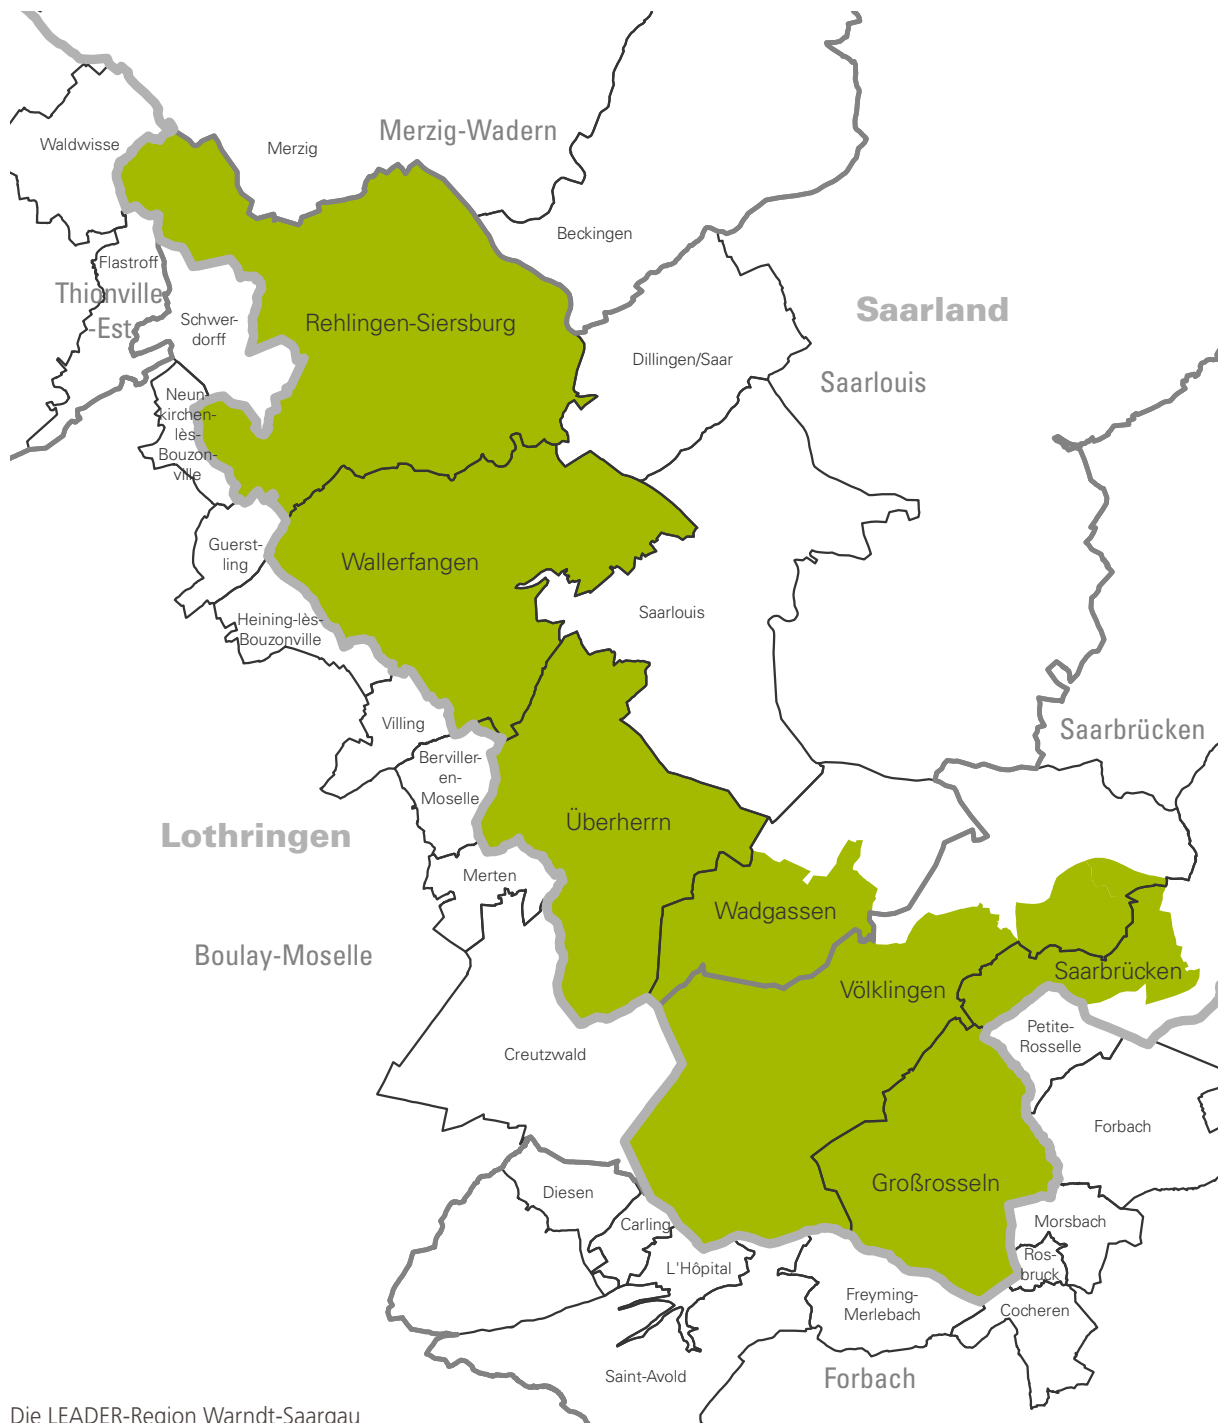 Merzig-Wadern
Waldwisse
Merzig
Beckingen
Flastroff
Thionville
-Est
Schwer-
dorff
Rehlingen-Siersburg
Saarland
Dillingen/Saar
Saarlouis
Neun-
kirchen-
lès-
Bouzon-
ville
Guerst-
ling
Wallerfangen
Heining-lès-
Bouzonville
Saarlouis
Villing
Saarbrücken
Berviller-
en-
Moselle
Lothringen
Überherrn
Merten
Wadgassen
Boulay-Moselle
Völklingen
Saarbrücken
Creutzwald
Petite-
Rosselle
Forbach
Großrosseln
Diesen
Carling
Morsbach
L'Hôpital
Ros-
bruck
Freyming-
Merlebach
Cocheren
Saint-Avold
Forbach
Die LEADER-Region Warndt-Saargau